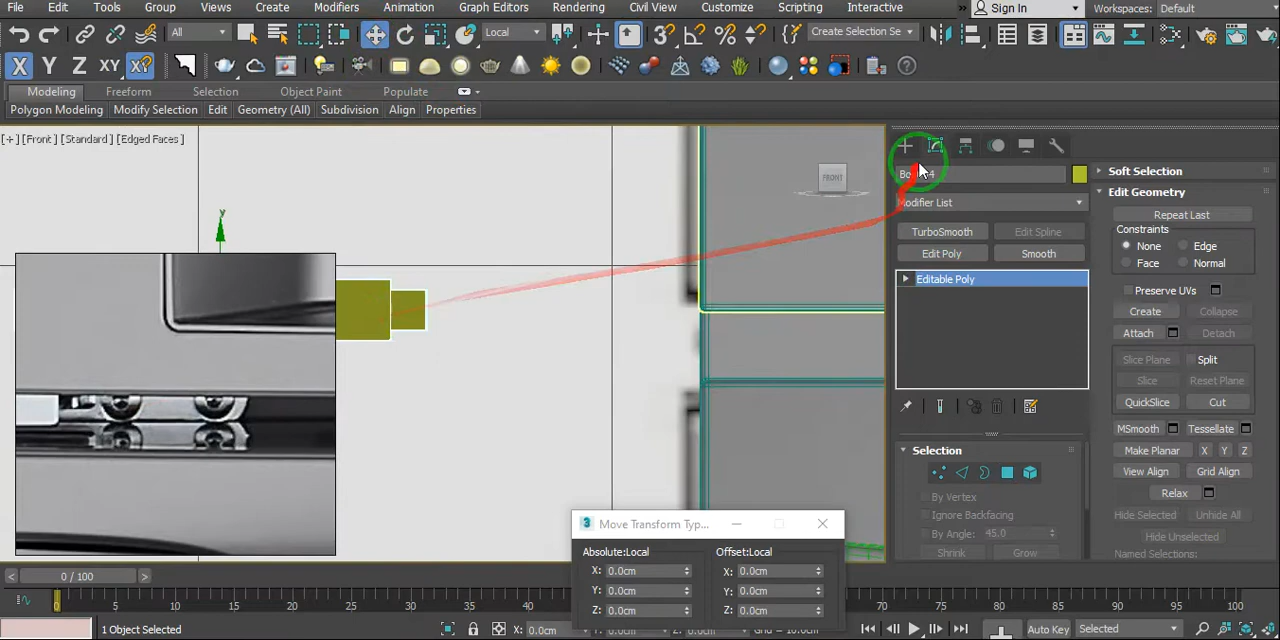 File Edit Tools Group Views Create Modifiers Animation Graph Editors Rendering Civil View Customize Scripting Interactive » Sign In Workspaces: Default
All Local Create Selection Se
X Y Z XY
Modeling Freeform Selection Object Paint Populate
Polygon Modeling Modify Selection Edit Geometry (All) Subdivision Align Properties
[+] [Front] [Standard] [Edged Faces]
FRONT
Modifier List
TurboSmooth Edit Spline
Edit Poly Smooth
Editable Poly
Selection
By Vertex
Ignore Backfacing
By Angle: 45.0
Shrink Grow
Soft Selection
Edit Geometry
Repeat Last
Constraints
None Edge
Face Normal
Preserve UVs
Create Collapse
Attach Detach
Slice Plane Split
Slice Reset Plane
QuickSlice Cut
MSmooth Tessellate
Make Planar X Y Z
View Align Grid Align
Relax
Hide Selected Unhide All
Hide Unselected
Named Selections:
3 Move Transform Typ...
Absolute:Local Offset:Local
X: 0.0cm X: 0.0cm
Y: 0.0cm Y: 0.0cm
Z: 0.0cm Z: 0.0cm
< 0 / 100 >
0 5 10 15 20 25 30 35 40 45 70 75 80 85 90 95 100
1 Object Selected X: 0.0cm Auto Key Selected